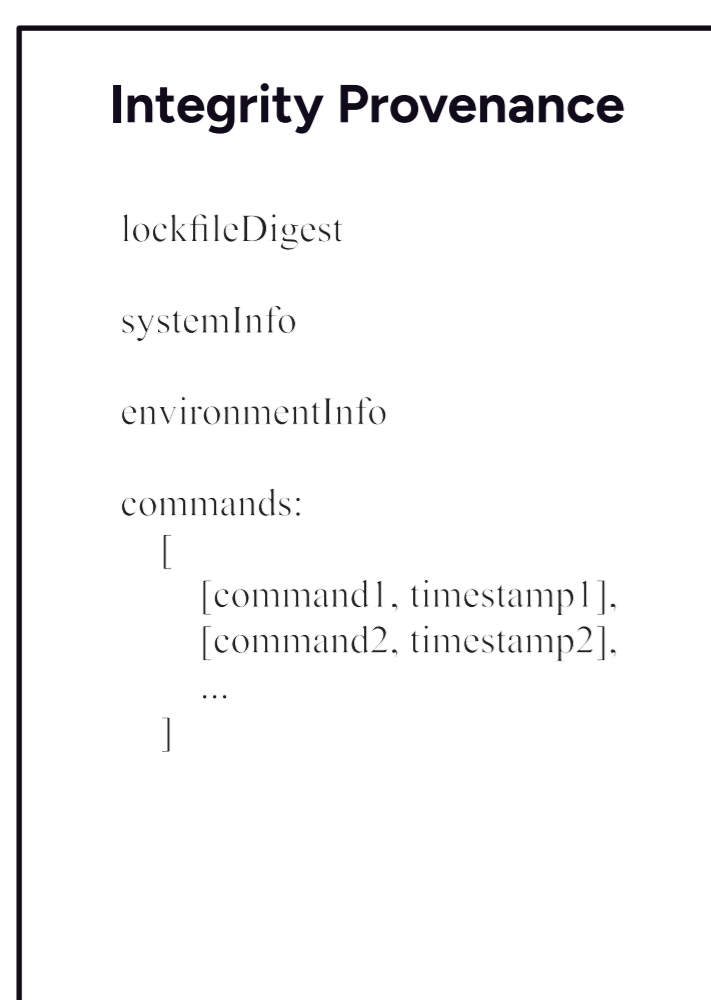 Integrity Provenance
lockfileDigest
systemInfo
environmentInfo
commands:
[
[command1, timestamp1],
[command2, timestamp2],
...
]